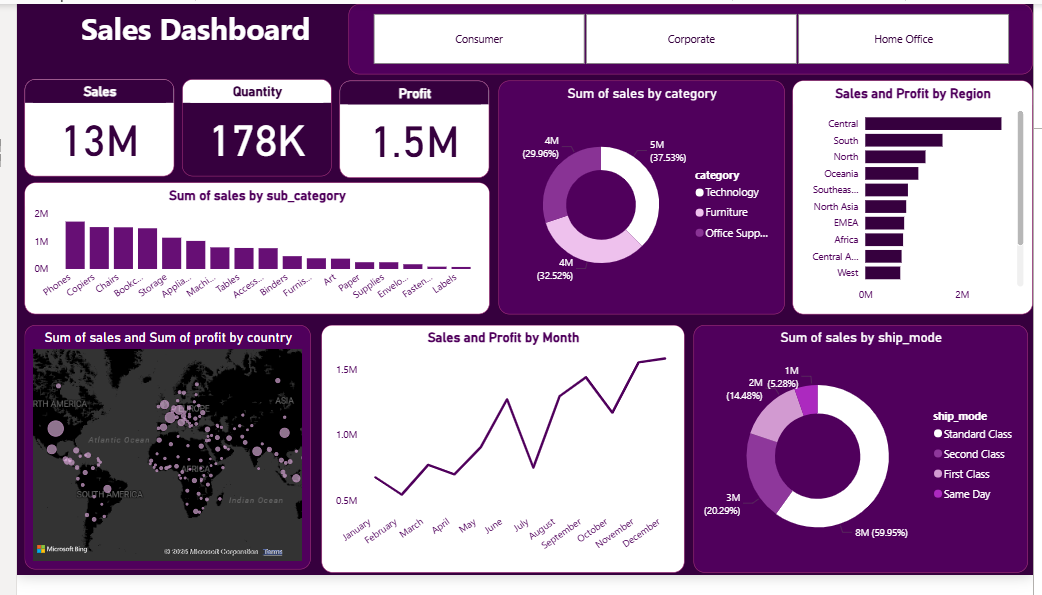 Sales Dashboard
Consumer
Corporate
Home Office
Sales
13M
Quantity
178K
Profit
1.5M
Sum of sales by sub_category
2M
1M
0M
Phones
Copiers
Chairs
Bookc...
Storage
Applia...
Machi...
Tables
Access...
Binders
Furnis...
Art
Paper
Supplies
Envelo...
Fasten...
Labels
Sum of sales by category
4M
(29.96%)
5M
(37.53%)
4M
(32.52%)
category
Technology
Furniture
Office Supp...
Sales and Profit by Region
Central
South
North
Oceania
Southeas...
North Asia
EMEA
Africa
Central A...
West
0M
2M
Sum of sales and Sum of profit by country
RTH AMERICA
EUROPE
ASIA
Atlantic Ocean
AFRICA
SOUTH AMERICA
Indian Ocean
Microsoft Bing
© 2025 Microsoft Corporation
Terms
Sales and Profit by Month
1.5M
1.0M
0.5M
January
February
March
April
May
June
July
August
September
October
November
December
Sum of sales by ship_mode
1M
(5.28%)
2M
(14.48%)
3M
(20.29%)
8M (59.95%)
ship_mode
Standard Class
Second Class
First Class
Same Day